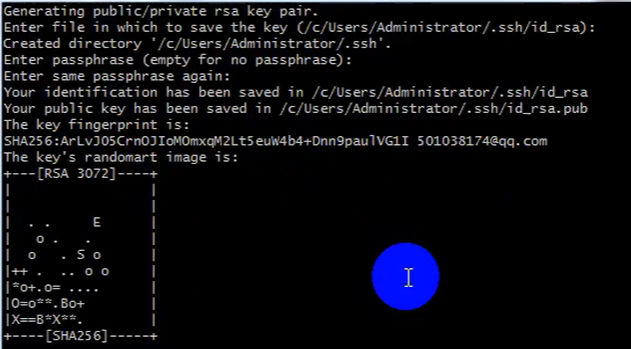 Generating public/private rsa key pair.
Enter file in which to save the key (/c/Users/Administrator/.ssh/id_rsa):
Created directory '/c/Users/Administrator/.ssh'.
Enter passphrase (empty for no passphrase):
Enter same passphrase again:
Your identification has been saved in /c/Users/Administrator/.ssh/id_rsa
Your public key has been saved in /c/Users/Administrator/.ssh/id_rsa.pub
The key fingerprint is:
SHA256:ArLvJO5CrnOJIoMOmxqM2Lt5euW4b4+Dnn9paulVG1I 501038174@qq.com
The key's randomart image is:
+---[RSA 3072]----+
|                 |
|                 |
|  . .     E      |
|   o .   .       |
|  o   . S o      |
|++ .  .. o o     |
|*o+.o= ....      |
|O=o**.Bo+        |
|X==B*X**.        |
+----[SHA256]-----+